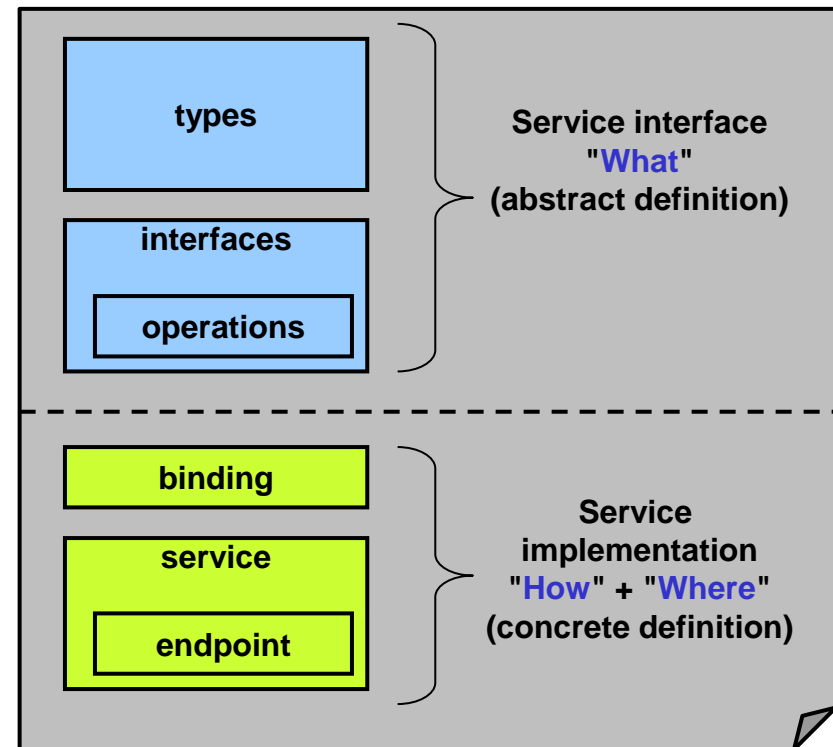 types
Service interface
"What"
(abstract definition)
interfaces
operations
binding
service
endpoint
Service
implementation
"How" + "Where"
(concrete definition)